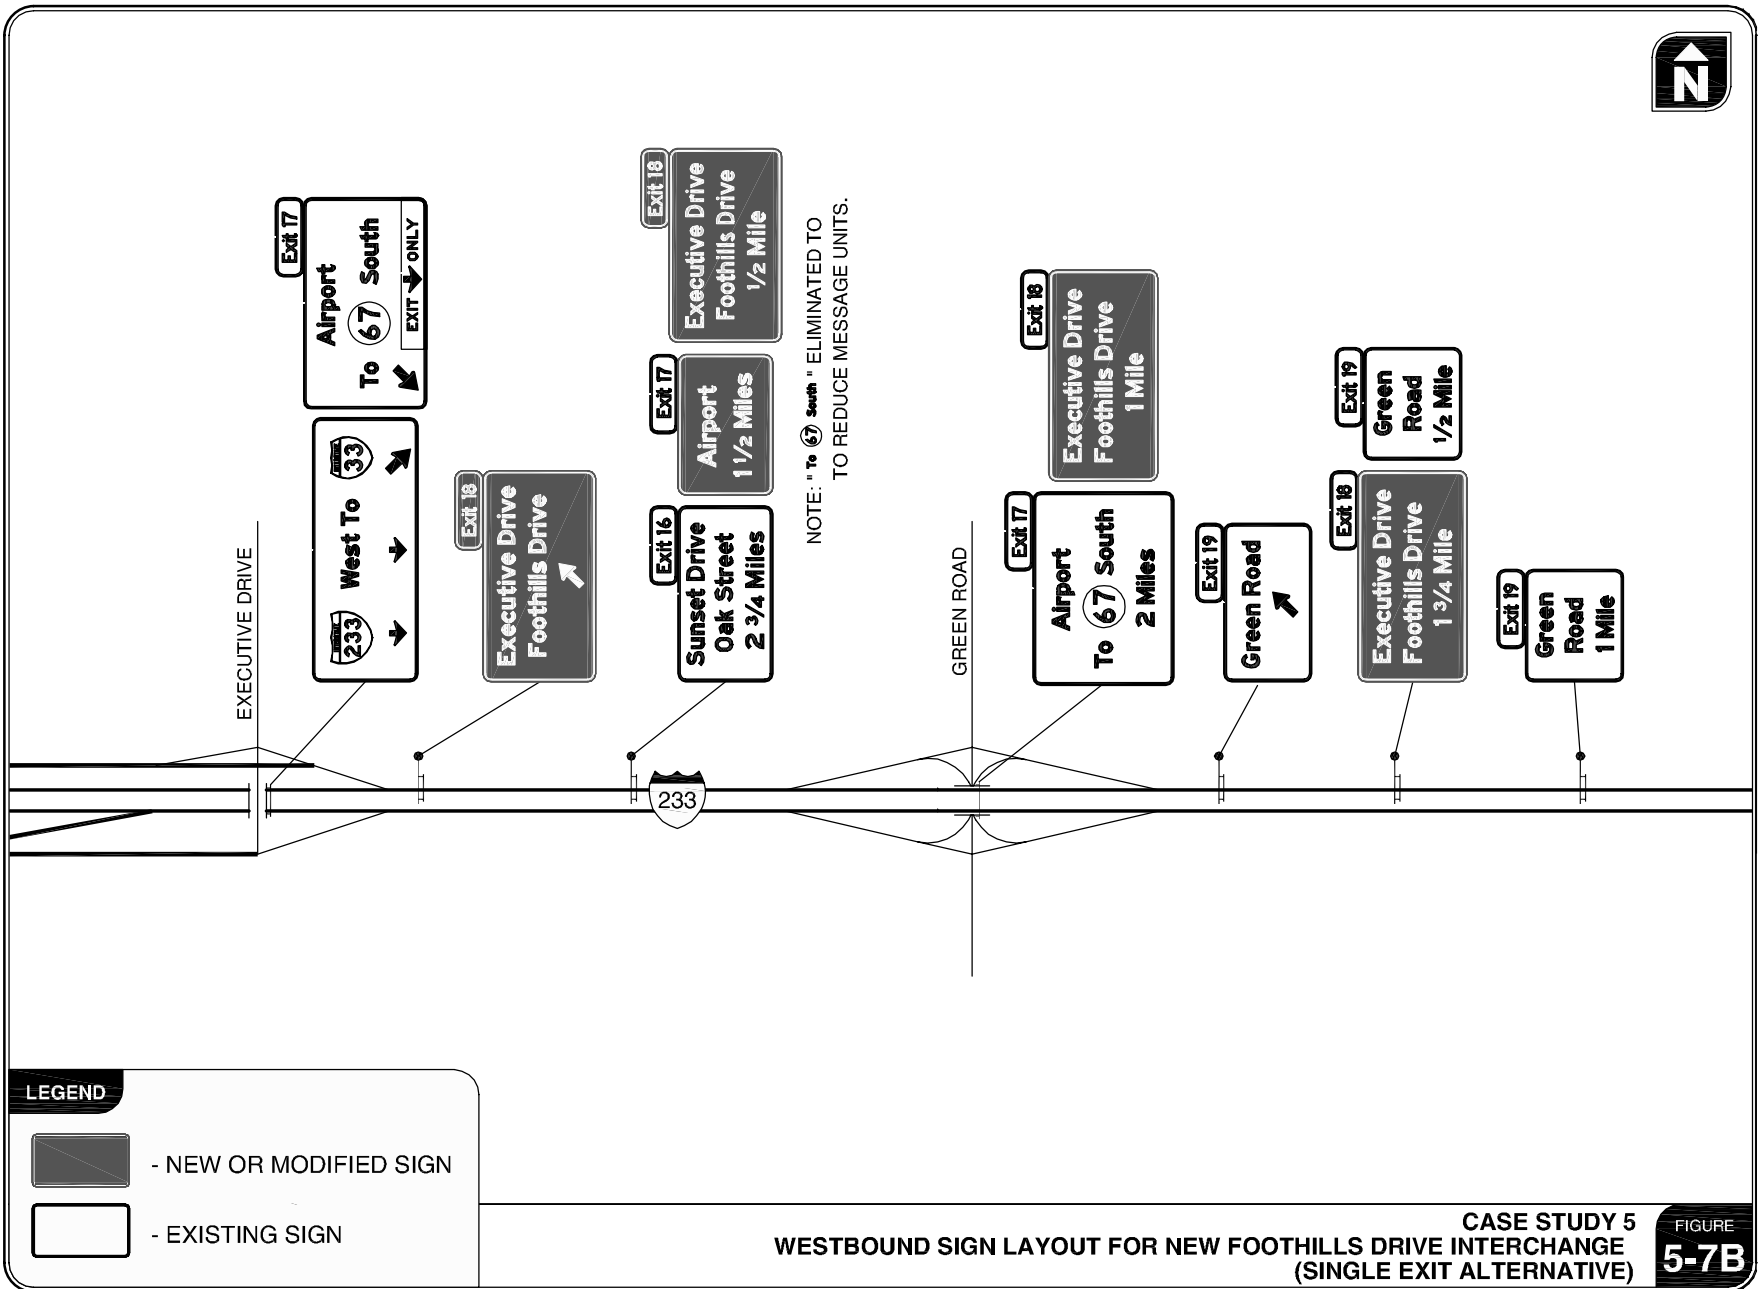 N
Exit 17
Airport
To 67 South
EXIT ONLY
INTERSTATE 233 West To INTERSTATE 33
EXECUTIVE DRIVE
Exit 18
Executive Drive
Foothills Drive
Exit 18
Executive Drive
Foothills Drive
1/2 Mile
Exit 17
Airport
1 1/2 Miles
Exit 16
Sunset Drive
Oak Street
2 3/4 Miles
NOTE: " To 67 South " ELIMINATED TO
TO REDUCE MESSAGE UNITS.
233
GREEN ROAD
Exit 18
Executive Drive
Foothills Drive
1 Mile
Exit 17
Airport
To 67 South
2 Miles
Exit 19
Green Road
Exit 19
Green
Road
1/2 Mile
Exit 18
Executive Drive
Foothills Drive
1 3/4 Mile
Exit 19
Green
Road
1 Mile
LEGEND
- NEW OR MODIFIED SIGN
- EXISTING SIGN
CASE STUDY 5
WESTBOUND SIGN LAYOUT FOR NEW FOOTHILLS DRIVE INTERCHANGE
(SINGLE EXIT ALTERNATIVE)
FIGURE
5-7B